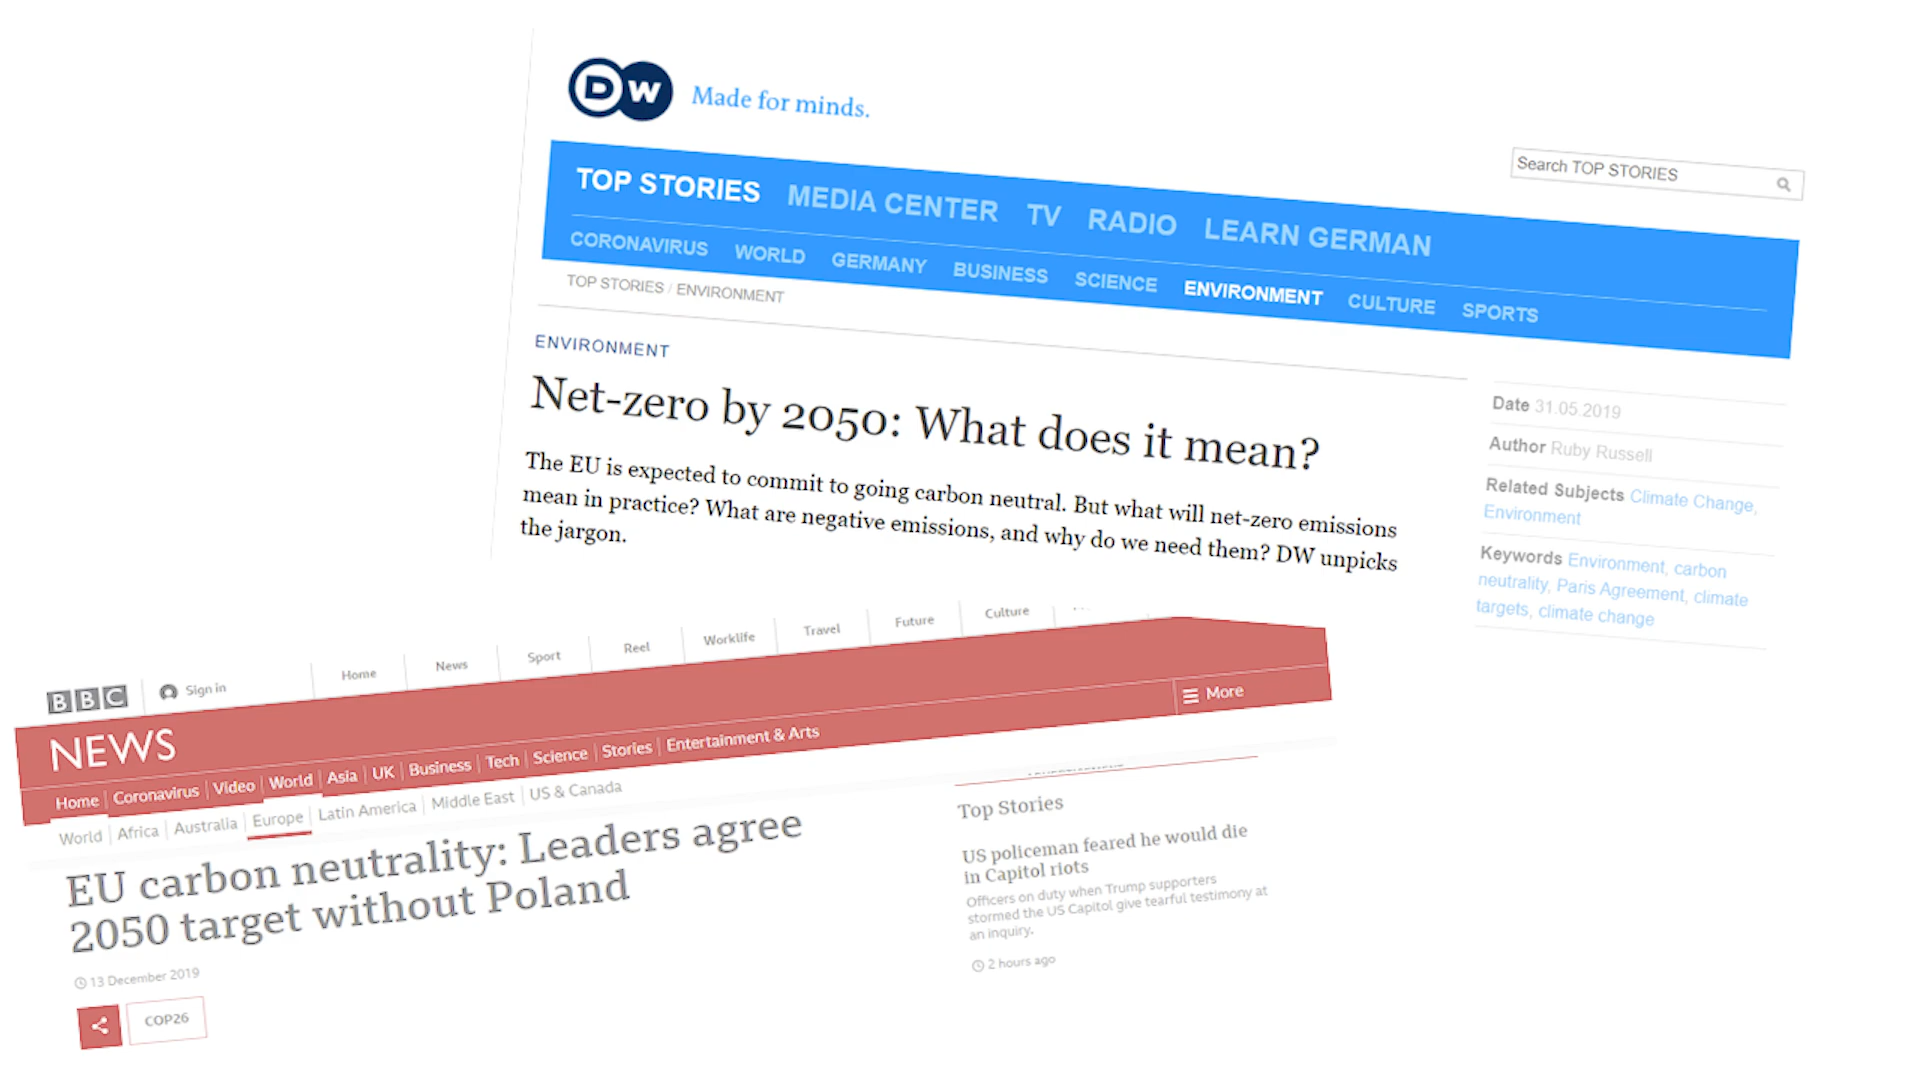 DW Made for minds.
Search TOP STORIES
TOP STORIES MEDIA CENTER TV RADIO LEARN GERMAN
CORONAVIRUS WORLD GERMANY BUSINESS SCIENCE ENVIRONMENT CULTURE SPORTS
TOP STORIES / ENVIRONMENT
ENVIRONMENT
Net-zero by 2050: What does it mean?
The EU is expected to commit to going carbon neutral. But what will net-zero emissions
mean in practice? What are negative emissions, and why do we need them? DW unpicks
the jargon.
Date 31.05.2019
Author Ruby Russell
Related Subjects Climate Change,
Environment
Keywords Environment, carbon
neutrality, Paris Agreement, climate
targets, climate change
BBC Sign in Home News Sport Reel Worklife Travel Future Culture
NEWS
More
Home Coronavirus Video World Asia UK Business Tech Science Stories Entertainment & Arts
World Africa Australia Europe Latin America Middle East US & Canada
EU carbon neutrality: Leaders agree
2050 target without Poland
13 December 2019
COP26
Top Stories
US policeman feared he would die
in Capitol riots
Officers on duty when Trump supporters
stormed the US Capitol give tearful testimony at
an inquiry.
2 hours ago